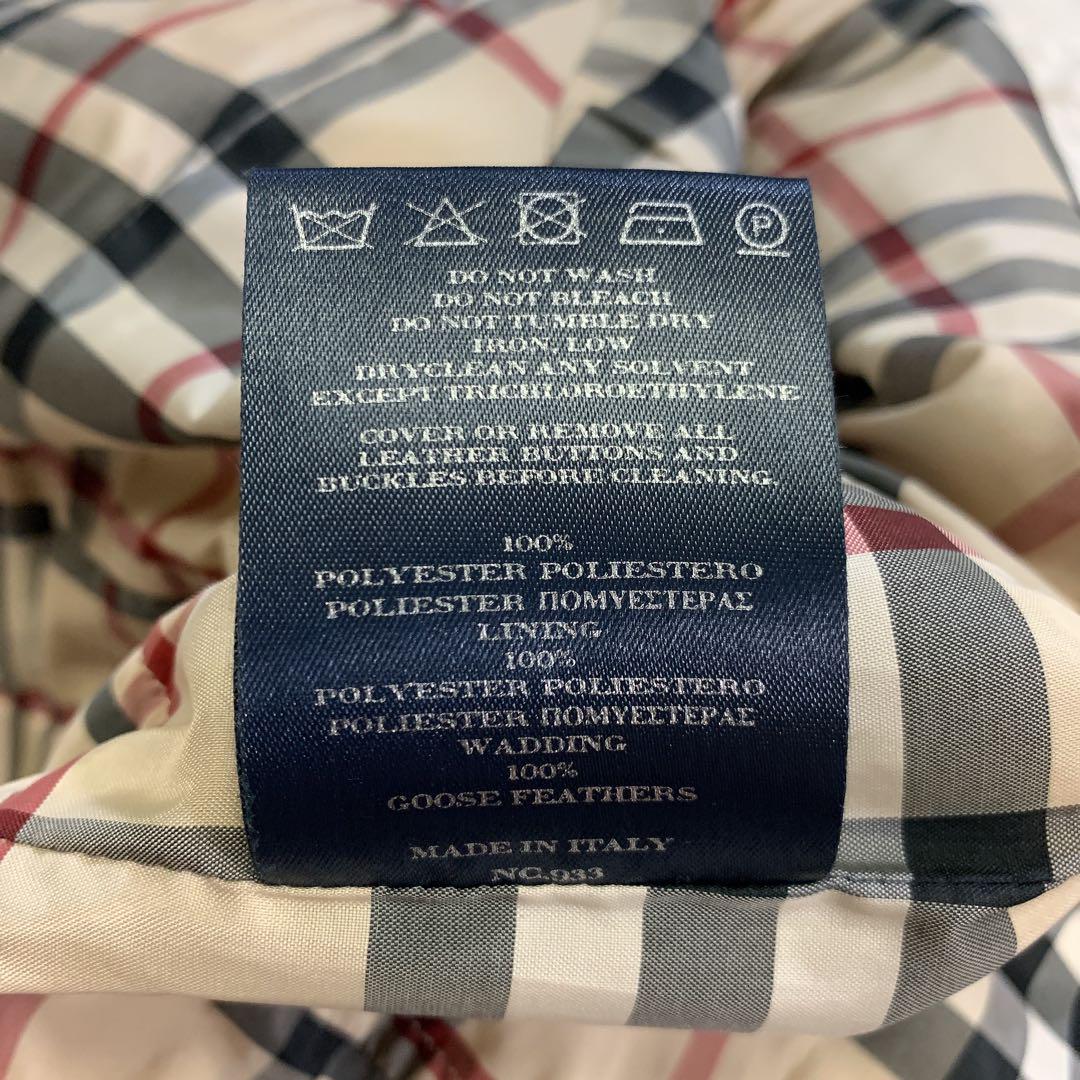 P
DO NOT WASH
DO NOT BLEACH
DO NOT TUMBLE DRY
IRON, LOW
DRYCLEAN ANY SOLVENT
EXCEPT TRICHLOROETHYLENE
COVER OR REMOVE ALL
LEATHER BUTTONS AND
BUCKLES BEFORE CLEANING.
100%
POLYESTER POLIESTERO
POLIESTER ΠΟΜΥΕΣΤΕΡΑΣ
LINING
100%
POLYESTER POLIESTERO
POLIESTER ΠΟΜΥΕΣΤΕΡΑΣ
WADDING
100%
GOOSE FEATHERS
MADE IN ITALY
NC.933